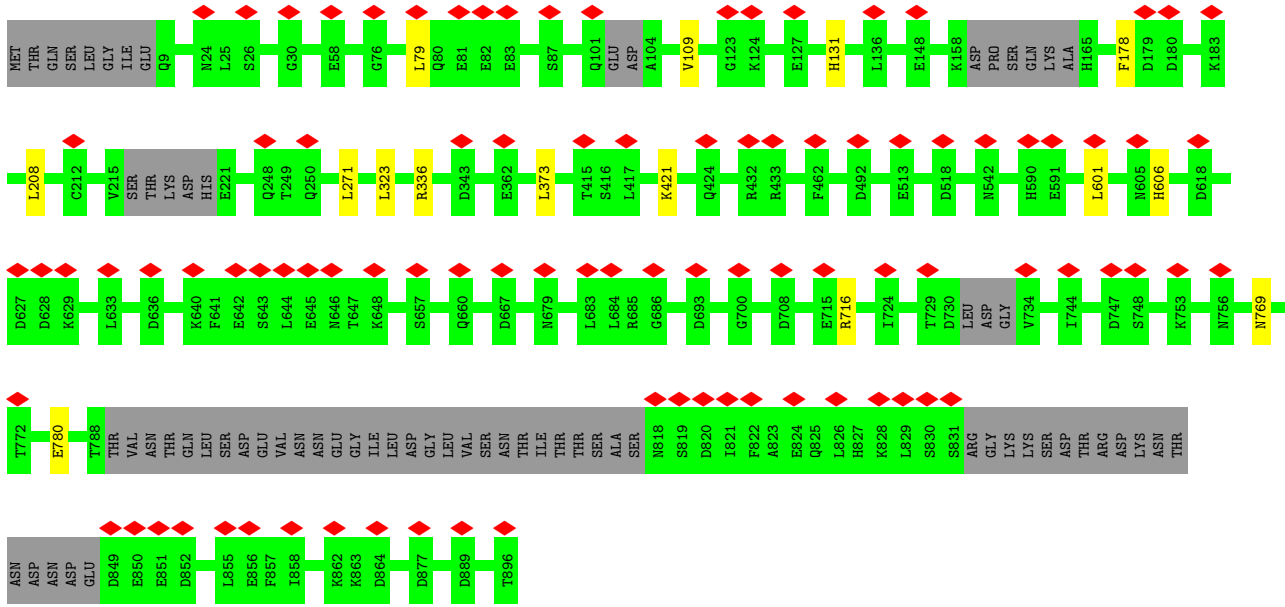 MET THR GLN SER LEU GLY ILE GLU Q9 N24 L25 S26 G30 E58 G76 L79 Q80 E81 E82 E83 S87 Q101 GLU ASP A104 V109 G123 K124 E127 H131 L136 E148 K158 ASP PRO SER GLN LYS ALA H165 F178 D179 D180 K183
L208 C212 V215 SER THR LYS ASP HIS E221 Q248 T249 Q250 L271 L323 R336 D343 E362 L373 T415 S416 L417 K421 Q424 R432 R433 F462 D492 E513 D518 N542 H590 E591 L601 N605 H606 D618
D627 D628 K629 L633 D636 K640 F641 E642 S643 L644 E645 N646 T647 K648 S657 Q660 D667 N679 L683 L684 R685 G686 D693 G700 D708 E715 R716 I724 T729 D730 LEU ASP GLY V734 I744 D747 S748 K753 N756 N769
T772 E780 T788 THR VAL ASN THR GLN LEU SER ASP GLU VAL ASN ASN GLU GLY ILE LEU ASP GLY LEU VAL SER ASN THR ILE THR THR SER ALA SER N818 S819 D820 I821 F822 A823 E824 Q825 L826 H827 K828 L829 S830 S831 ARG GLY LYS LYS SER ASP THR ARG ASP LYS ASN THR
ASN ASP ASN ASP GLU D849 E850 E851 D852 L855 E856 F857 I858 K862 K863 D864 D877 D889 T896